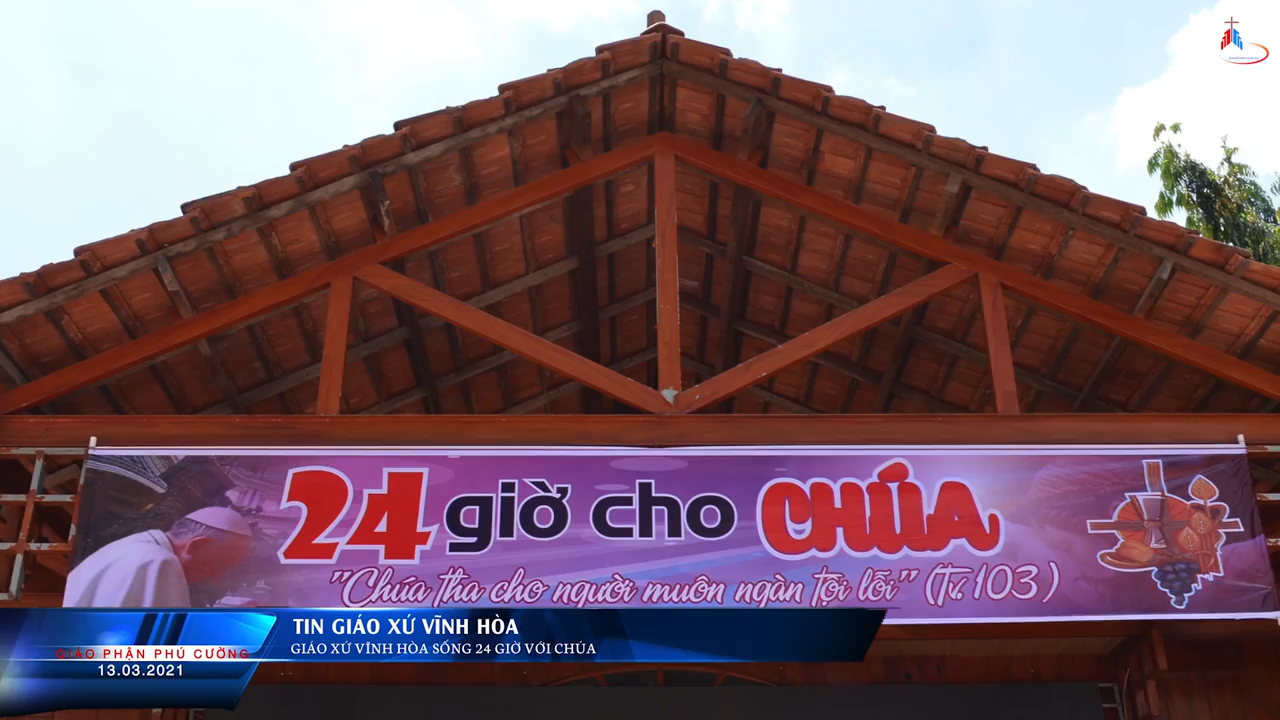 24 giờ cho CHÚA
"Chúa tha cho người muôn ngàn tội lỗi" (Tv.103)
TIN GIÁO XỨ VĨNH HÒA
GIÁO XỨ VĨNH HÒA SỐNG 24 GIỜ VỚI CHÚA
GIÁO PHẬN PHÚ CƯỜNG
13.03.2021